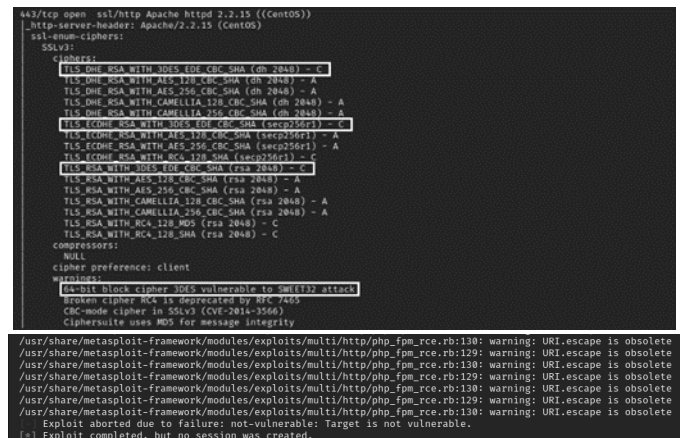 443/tcp open  ssl/http Apache httpd 2.2.15 ((CentOS))
|_http-server-header: Apache/2.2.15 (CentOS)
| ssl-enum-ciphers:
|   SSLv3:
|     ciphers:
|       TLS_DHE_RSA_WITH_3DES_EDE_CBC_SHA (dh 2048) - C
|       TLS_DHE_RSA_WITH_AES_128_CBC_SHA (dh 2048) - A
|       TLS_DHE_RSA_WITH_AES_256_CBC_SHA (dh 2048) - A
|       TLS_DHE_RSA_WITH_CAMELLIA_128_CBC_SHA (dh 2048) - A
|       TLS_DHE_RSA_WITH_CAMELLIA_256_CBC_SHA (dh 2048) - A
|       TLS_ECDHE_RSA_WITH_3DES_EDE_CBC_SHA (secp256r1) - C
|       TLS_ECDHE_RSA_WITH_AES_128_CBC_SHA (secp256r1) - A
|       TLS_ECDHE_RSA_WITH_AES_256_CBC_SHA (secp256r1) - A
|       TLS_ECDHE_RSA_WITH_RC4_128_SHA (secp256r1) - C
|       TLS_RSA_WITH_3DES_EDE_CBC_SHA (rsa 2048) - C
|       TLS_RSA_WITH_AES_128_CBC_SHA (rsa 2048) - A
|       TLS_RSA_WITH_AES_256_CBC_SHA (rsa 2048) - A
|       TLS_RSA_WITH_CAMELLIA_128_CBC_SHA (rsa 2048) - A
|       TLS_RSA_WITH_CAMELLIA_256_CBC_SHA (rsa 2048) - A
|       TLS_RSA_WITH_RC4_128_MD5 (rsa 2048) - C
|       TLS_RSA_WITH_RC4_128_SHA (rsa 2048) - C
|     compressors:
|       NULL
|     cipher preference: client
|     warnings:
|       64-bit block cipher 3DES vulnerable to SWEET32 attack
|       Broken cipher RC4 is deprecated by RFC 7465
|       CBC-mode cipher in SSLv3 (CVE-2014-3566)
|       Ciphersuite uses MD5 for message integrity
/usr/share/metasploit-framework/modules/exploits/multi/http/php_fpm_rce.rb:130: warning: URI.escape is obsolete
/usr/share/metasploit-framework/modules/exploits/multi/http/php_fpm_rce.rb:129: warning: URI.escape is obsolete
/usr/share/metasploit-framework/modules/exploits/multi/http/php_fpm_rce.rb:130: warning: URI.escape is obsolete
/usr/share/metasploit-framework/modules/exploits/multi/http/php_fpm_rce.rb:129: warning: URI.escape is obsolete
/usr/share/metasploit-framework/modules/exploits/multi/http/php_fpm_rce.rb:130: warning: URI.escape is obsolete
/usr/share/metasploit-framework/modules/exploits/multi/http/php_fpm_rce.rb:129: warning: URI.escape is obsolete
/usr/share/metasploit-framework/modules/exploits/multi/http/php_fpm_rce.rb:130: warning: URI.escape is obsolete
[-] Exploit aborted due to failure: not-vulnerable: Target is not vulnerable.
[*] Exploit completed, but no session was created.